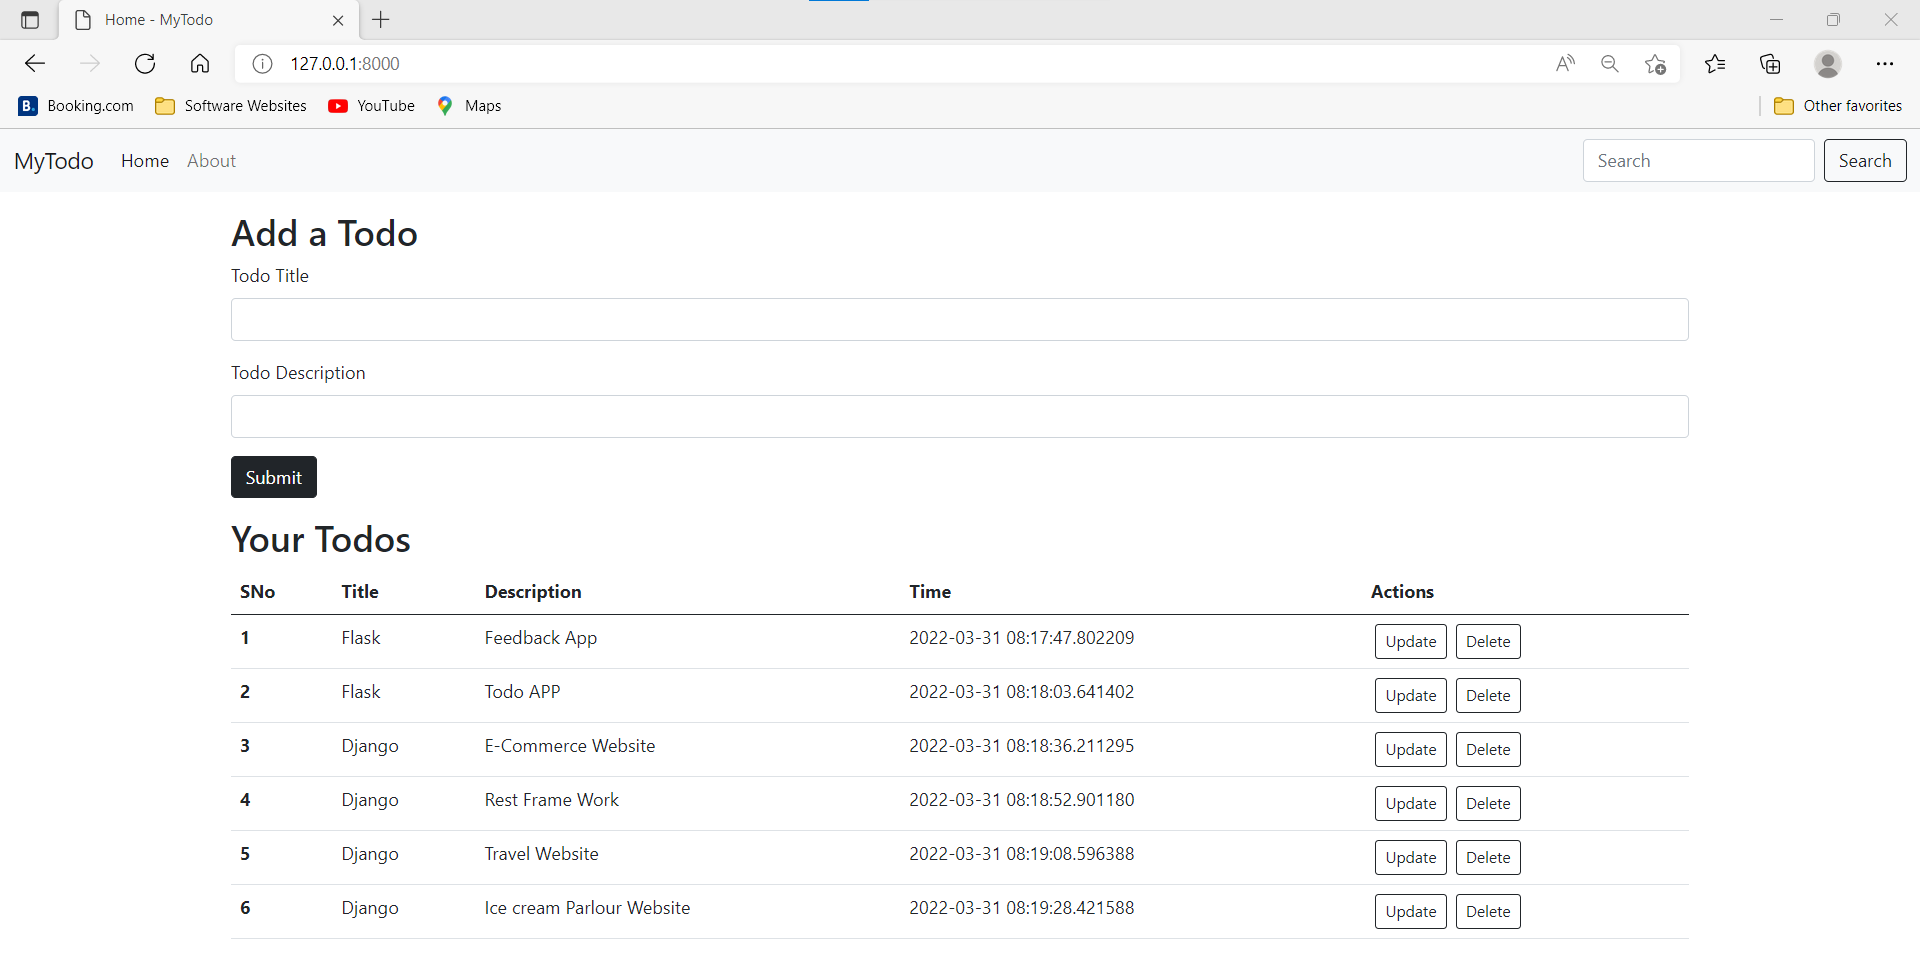 Home - MyTodo
127.0.0.1:8000
B. Booking.com Software Websites YouTube Maps Other favorites
MyTodo Home About Search Search
Add a Todo
Todo Title
Todo Description
Submit
Your Todos
SNo Title Description Time Actions
1 Flask Feedback App 2022-03-31 08:17:47.802209 Update Delete
2 Flask Todo APP 2022-03-31 08:18:03.641402 Update Delete
3 Django E-Commerce Website 2022-03-31 08:18:36.211295 Update Delete
4 Django Rest Frame Work 2022-03-31 08:18:52.901180 Update Delete
5 Django Travel Website 2022-03-31 08:19:08.596388 Update Delete
6 Django Ice cream Parlour Website 2022-03-31 08:19:28.421588 Update Delete